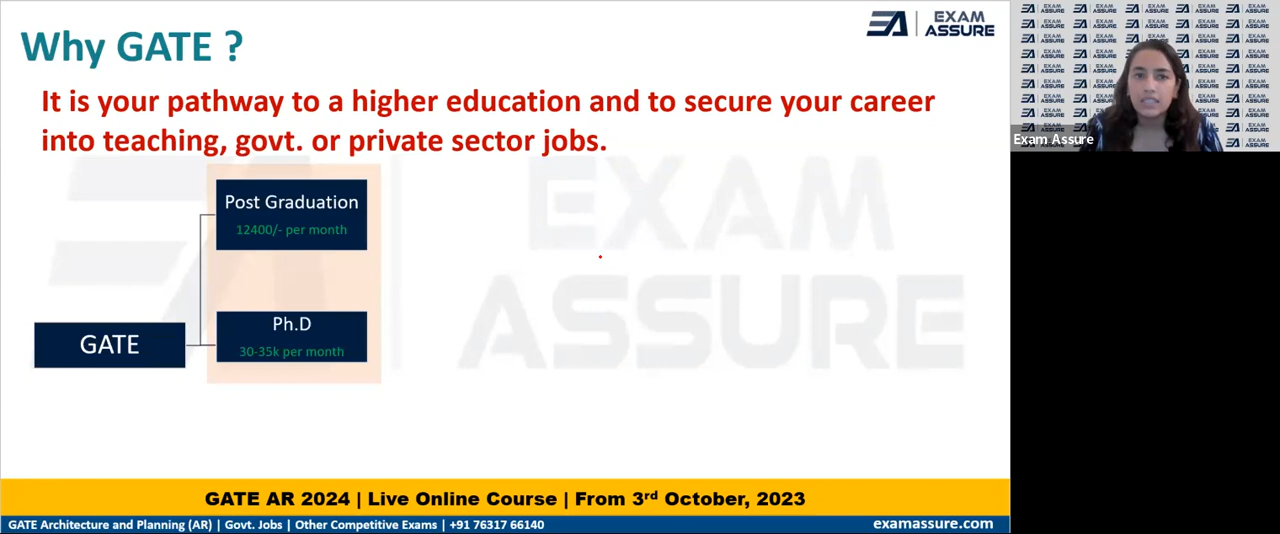 Why GATE ?
EXAM
ASSURE
It is your pathway to a higher education and to secure your career
into teaching, govt. or private sector jobs.
EXAM
ASSURE
Post Graduation
12400/- per month
GATE
Ph.D
30-35k per month
Exam Assure
GATE AR 2024 | Live Online Course | From 3rd October, 2023
GATE Architecture and Planning (AR) | Govt. Jobs | Other Competitive Exams | +91 76317 66140
examassure.com